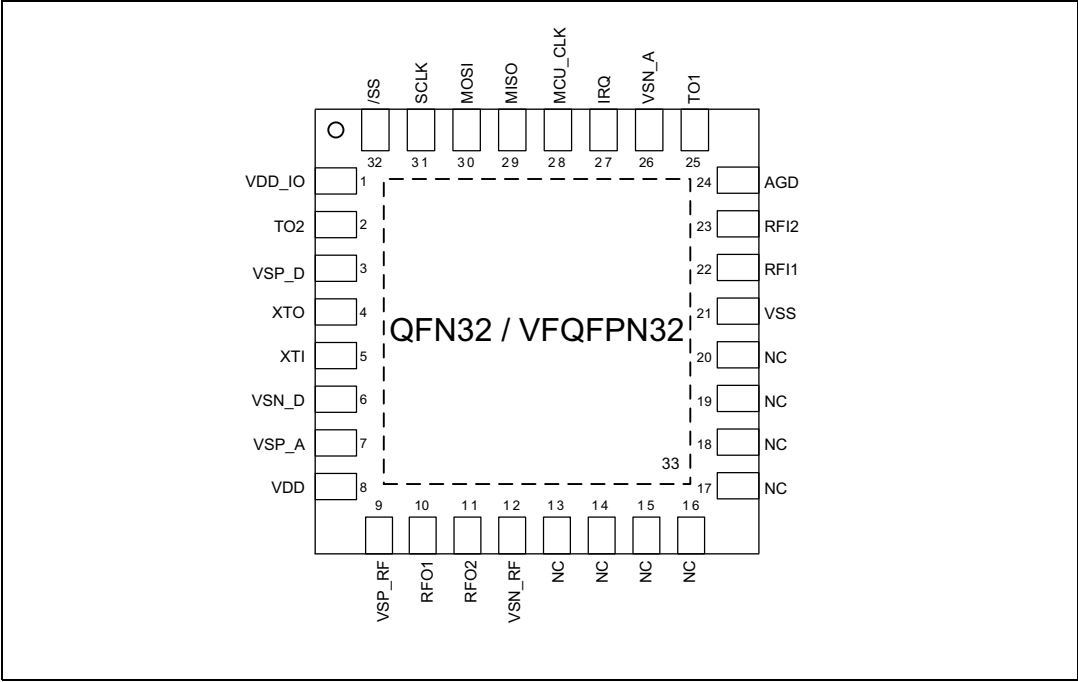 /SS
SCLK
MOSI
MISO
MCU_CLK
IRQ
VSN_A
TO1
32
31
30
29
28
27
26
25
VDD_IO
1
TO2
2
VSP_D
3
XTO
4
XTI
5
VSN_D
6
VSP_A
7
VDD
8
24
AGD
23
RFI2
22
RFI1
21
VSS
20
NC
19
NC
18
NC
17
NC
QFN32 / VFQFPN32
33
9
10
11
12
13
14
15
16
VSP_RF
RFO1
RFO2
VSN_RF
NC
NC
NC
NC